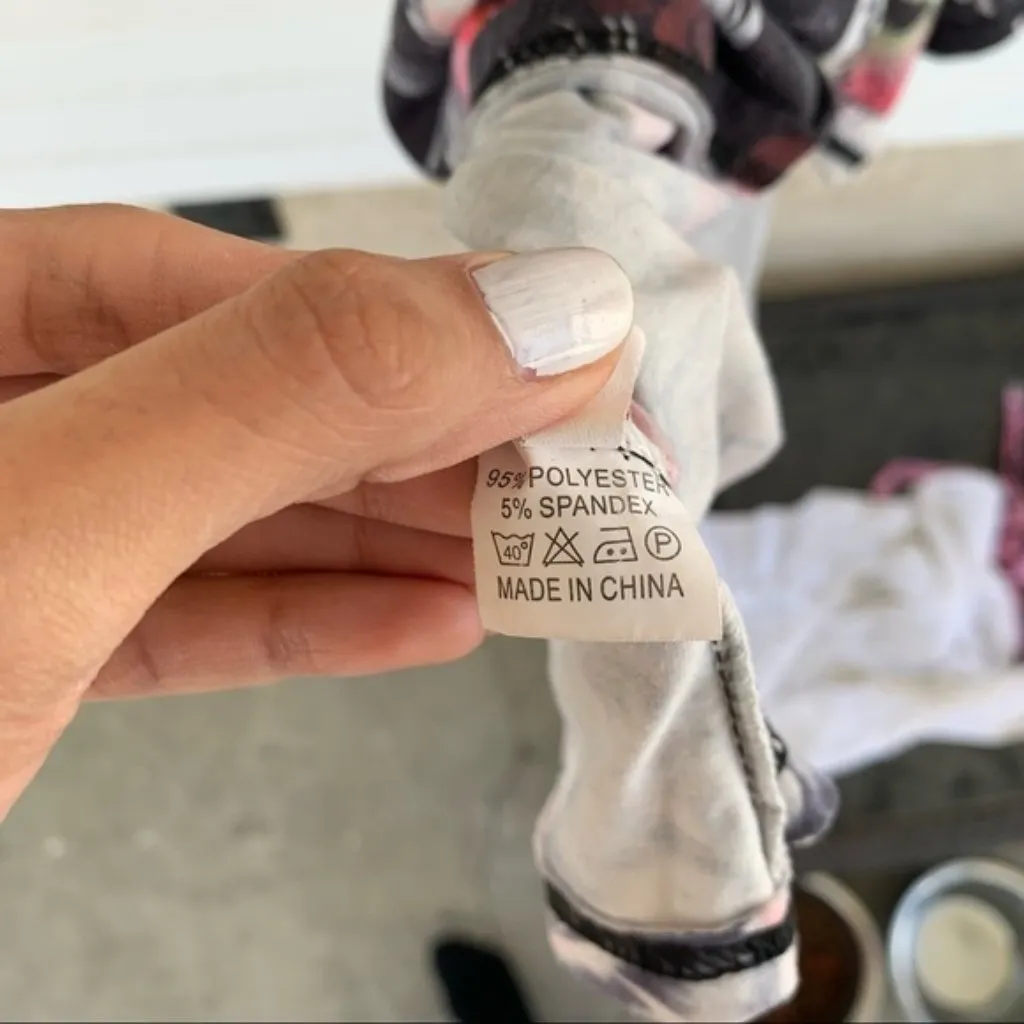 95% POLYESTER
5% SPANDEX
40° P
MADE IN CHINA